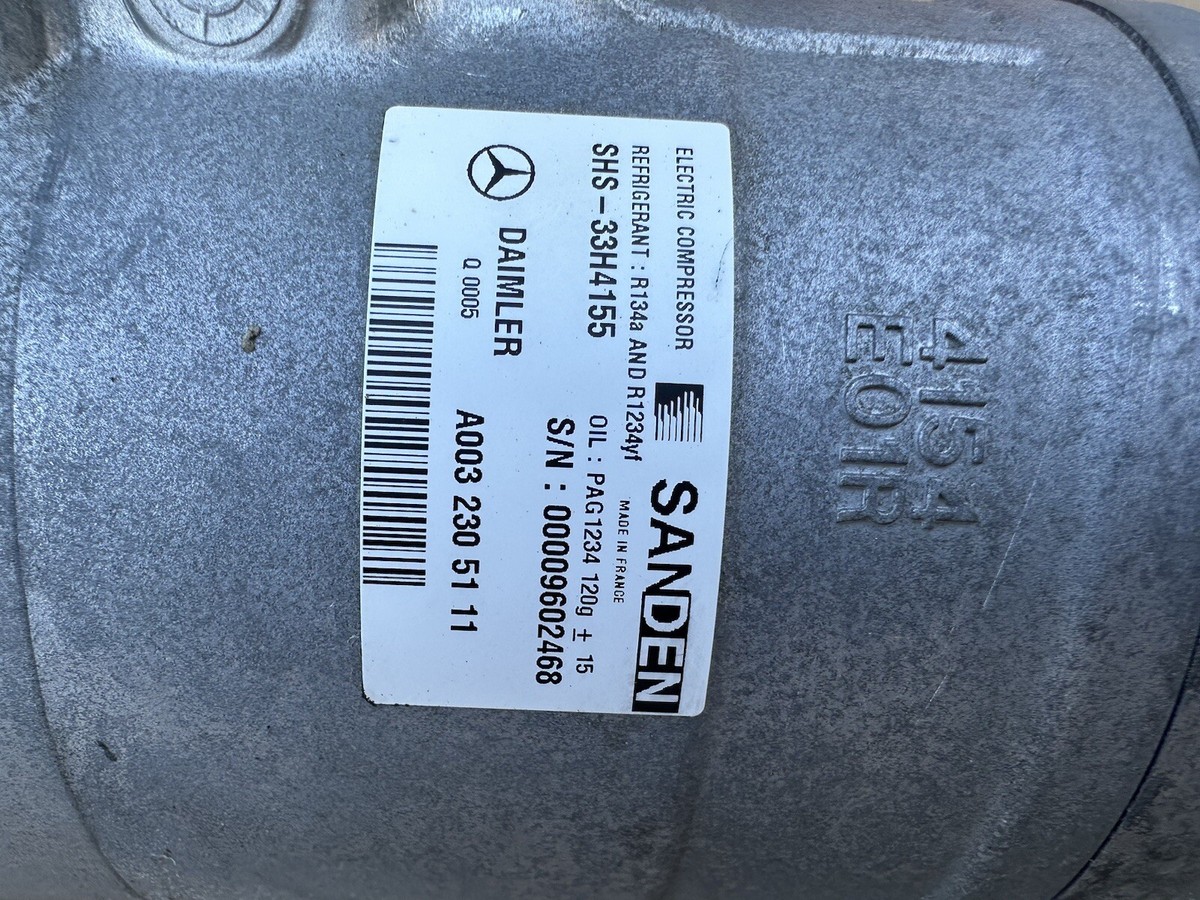 ELECTRIC COMPRESSOR
SANDEN
REFRIGERANT : R134a AND R1234yf
MADE IN FRANCE
SHS-33H4155
OIL : PAG1234 120g ± 15
S/N : 00009602468
DAIMLER
Q 0005
A003 230 51 11
4154
E01R